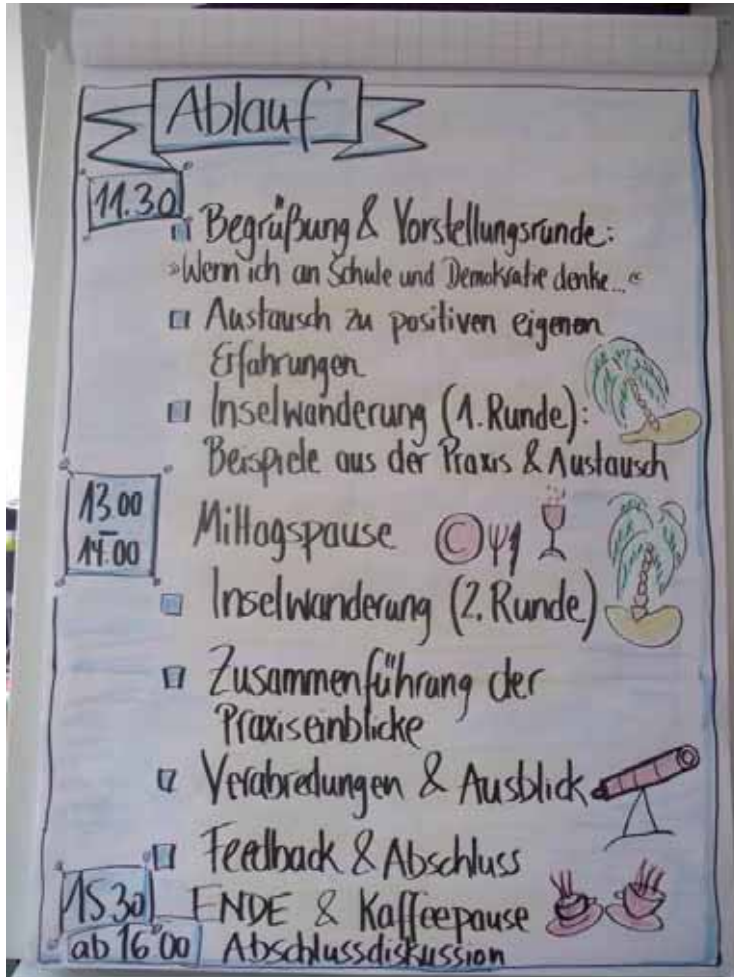 Ablauf
11.30
Begrüßung & Vorstellungsrunde:
»Wenn ich an Schule und Demokratie denke..."
Austausch zu positiven eigenen
Erfahrungen
Inselwanderung (1. Runde):
Beispiele aus der Praxis & Austausch
13 00
-
14.00
Mittagspause
Inselwanderung (2. Runde)
Zusammenführung der
Praxiseinblicke
Verabredungen & Ausblick
Feedback & Abschluss
15 30 ENDE & Kaffeepause
ab 16 00 Abschlussdiskussion